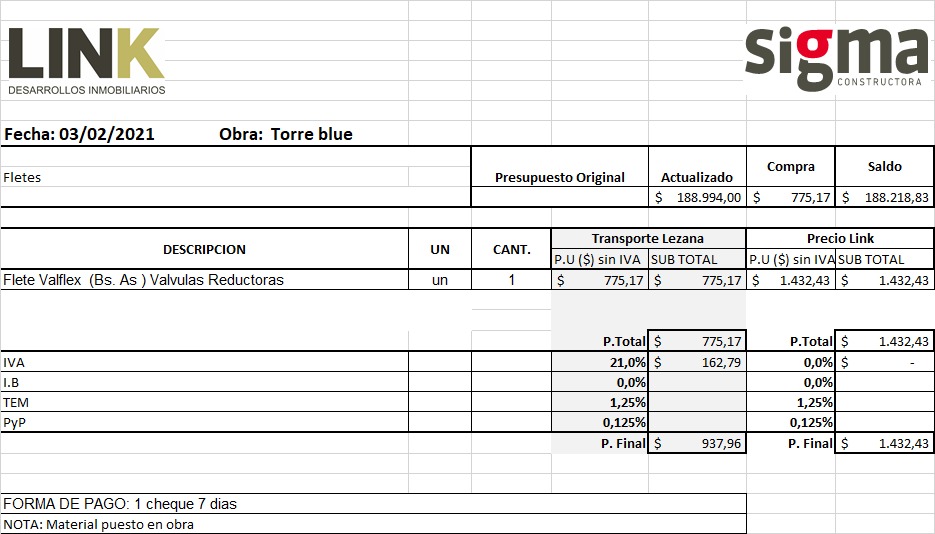 LINK
DESARROLLOS INMOBILIARIOS
sigma
CONSTRUCTORA
Fecha: 03/02/2021 Obra: Torre blue
Compra Saldo
Fletes Presupuesto Original Actualizado
$ 188.994,00 $ 775,17 $ 188.218,83
DESCRIPCION UN CANT. Transporte Lezana Precio Link
P.U ($) sin IVA SUB TOTAL P.U ($) sin IVA SUB TOTAL
Flete Valflex (Bs. As ) Valvulas Reductoras un 1 $ 775,17 $ 775,17 $ 1.432,43 $ 1.432,43
P.Total $ 775,17 P.Total $ 1.432,43
IVA 21,0% $ 162,79 0,0% $ -
I.B 0,0% 0,0%
TEM 1,25% 1,25%
PyP 0,125% 0,125%
P. Final $ 937,96 P. Final $ 1.432,43
FORMA DE PAGO: 1 cheque 7 dias
NOTA: Material puesto en obra